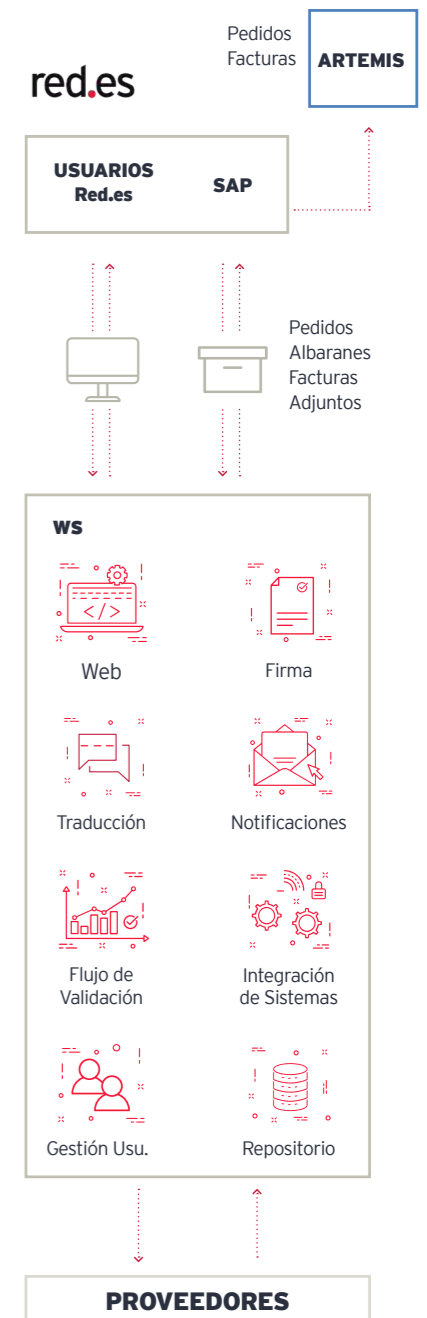 Pedidos
Facturas
ARTEMIS
red.es
USUARIOS
Red.es
SAP
Pedidos
Albaranes
Facturas
Adjuntos
WS
</>
Web
Firma
Traducción
Notificaciones
Flujo de
Validación
Integración
de Sistemas
Gestión Usu.
Repositorio
PROVEEDORES